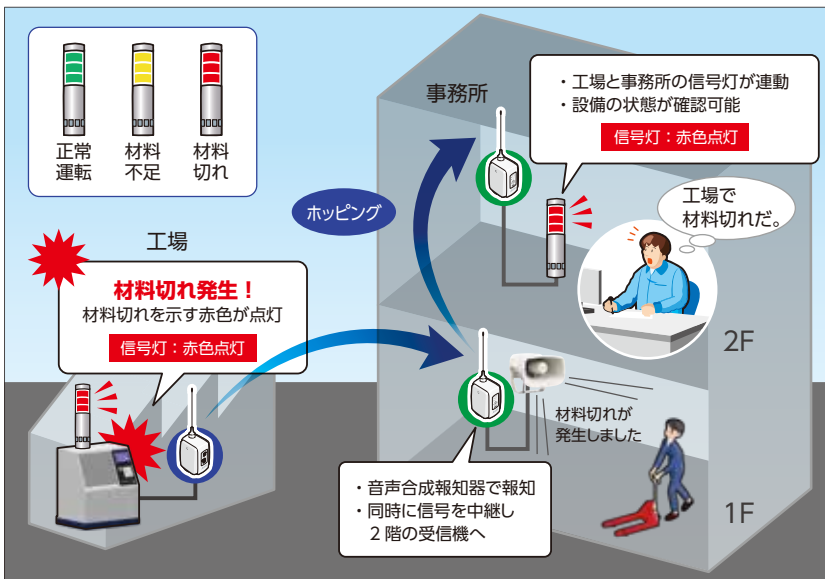 正常
運転
材料
不足
材料
切れ
工場
材料切れ発生！
材料切れを示す赤色が点灯
信号灯：赤色点灯
ホッピング
事務所
・工場と事務所の信号灯が連動
・設備の状態が確認可能
信号灯：赤色点灯
工場で
材料切れだ。
2F
材料切れが
発生しました
・音声合成報知器で報知
・同時に信号を中継し
２階の受信機へ
1F